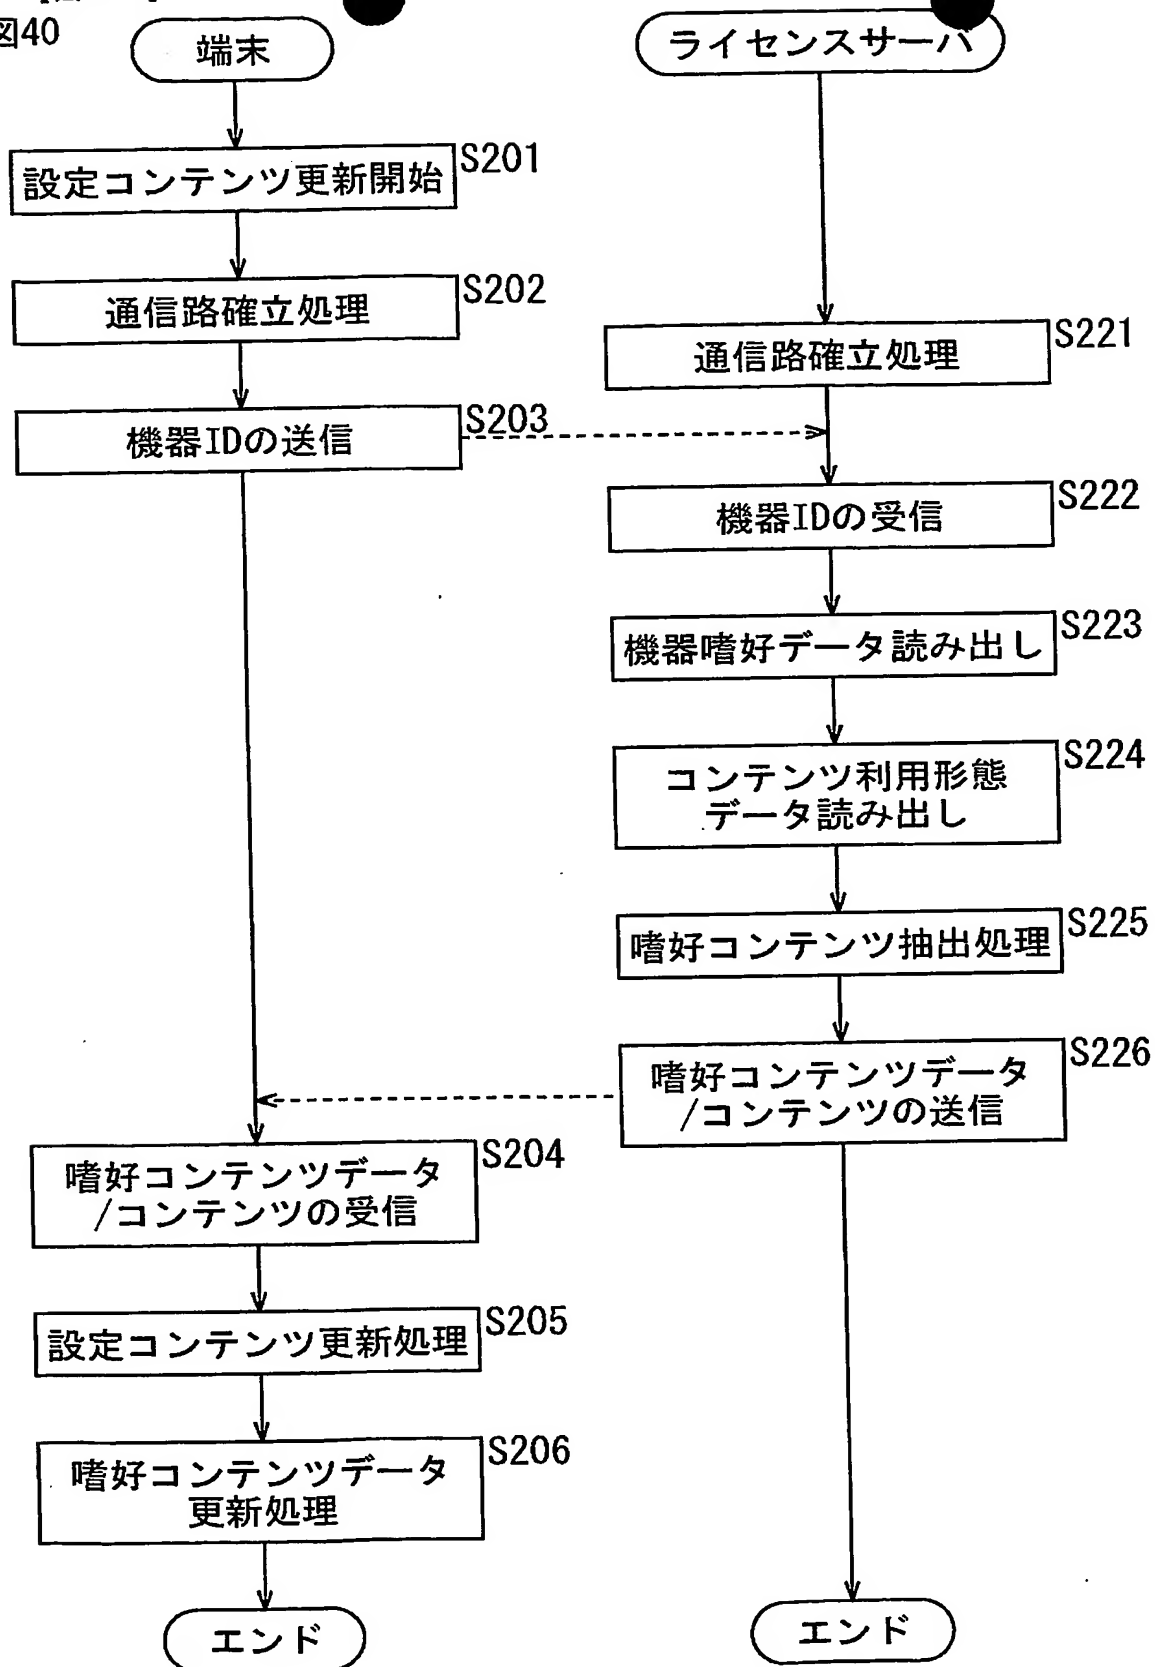 図40
端末
ライセンスサーバ
設定コンテンツ更新開始
S201
通信路確立処理
S202
通信路確立処理
S221
機器IDの送信
S203
機器IDの受信
S222
機器嗜好データ読み出し
S223
コンテンツ利用形態
データ読み出し
S224
嗜好コンテンツ抽出処理
S225
嗜好コンテンツデータ
/コンテンツの送信
S226
嗜好コンテンツデータ
/コンテンツの受信
S204
設定コンテンツ更新処理
S205
嗜好コンテンツデータ
更新処理
S206
エンド
エンド